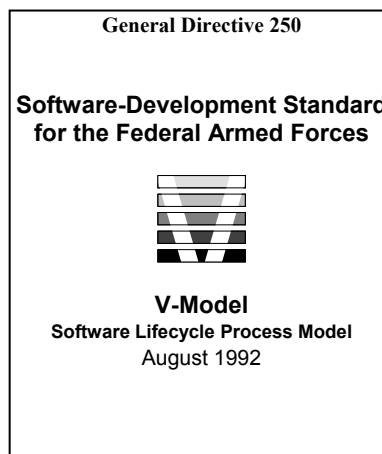 General Directive 250
Software-Development Standard
for the Federal Armed Forces
V-Model
Software Lifecycle Process Model
August 1992